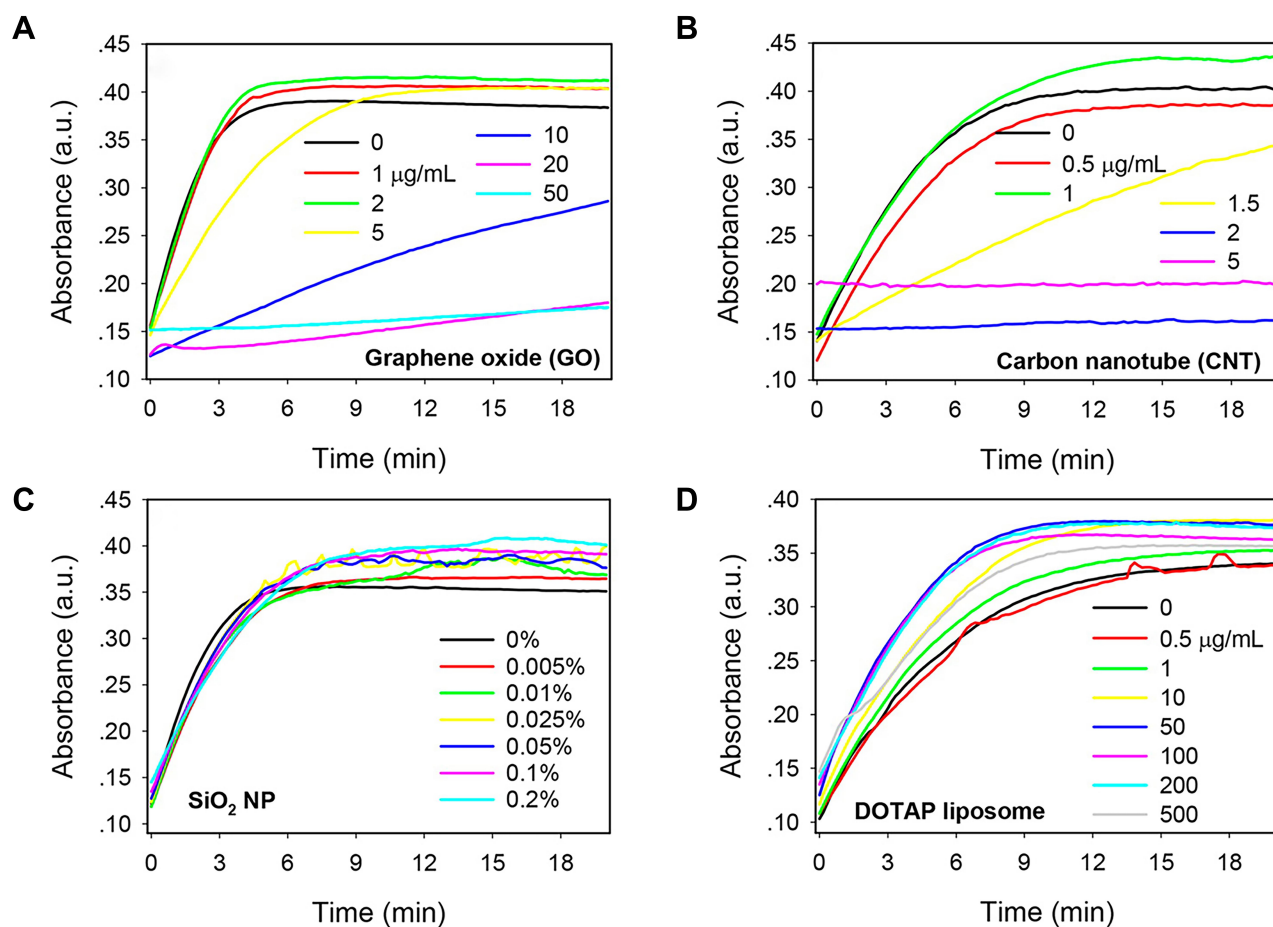 A
Absorbance (a.u.)
.45
.40
.35
.30
.25
.20
.15
.10
0
1 μg/mL
2
5
10
20
50
Graphene oxide (GO)
0 3 6 9 12 15 18
Time (min)
B
Absorbance (a.u.)
.45
.40
.35
.30
.25
.20
.15
.10
0
0.5 μg/mL
1
1.5
2
5
Carbon nanotube (CNT)
0 3 6 9 12 15 18
Time (min)
C
Absorbance (a.u.)
.45
.40
.35
.30
.25
.20
.15
.10
0%
0.005%
0.01%
0.025%
0.05%
0.1%
0.2%
SiO₂ NP
0 3 6 9 12 15 18
Time (min)
D
Absorbance (a.u.)
.40
.35
.30
.25
.20
.15
.10
0
0.5 μg/mL
1
10
50
100
200
500
DOTAP liposome
0 3 6 9 12 15 18
Time (min)